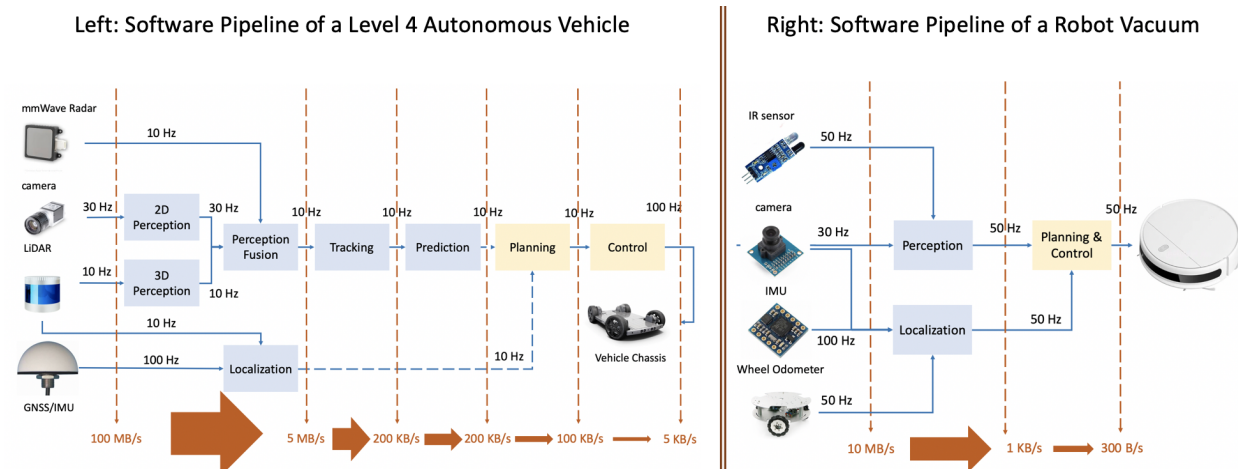 Left: Software Pipeline of a Level 4 Autonomous Vehicle
mmWave Radar
10 Hz
camera
30 Hz
2D
Perception
30 Hz
LiDAR
10 Hz
3D
Perception
10 Hz
Perception
Fusion
10 Hz
Tracking
10 Hz
Prediction
10 Hz
Planning
10 Hz
Control
100 Hz
Vehicle Chassis
10 Hz
100 Hz
GNSS/IMU
Localization
10 Hz
100 MB/s
5 MB/s
200 KB/s
200 KB/s
100 KB/s
5 KB/s
Right: Software Pipeline of a Robot Vacuum
IR sensor
50 Hz
camera
30 Hz
Perception
50 Hz
Planning &
Control
50 Hz
IMU
100 Hz
Localization
50 Hz
Wheel Odometer
50 Hz
10 MB/s
1 KB/s
300 B/s